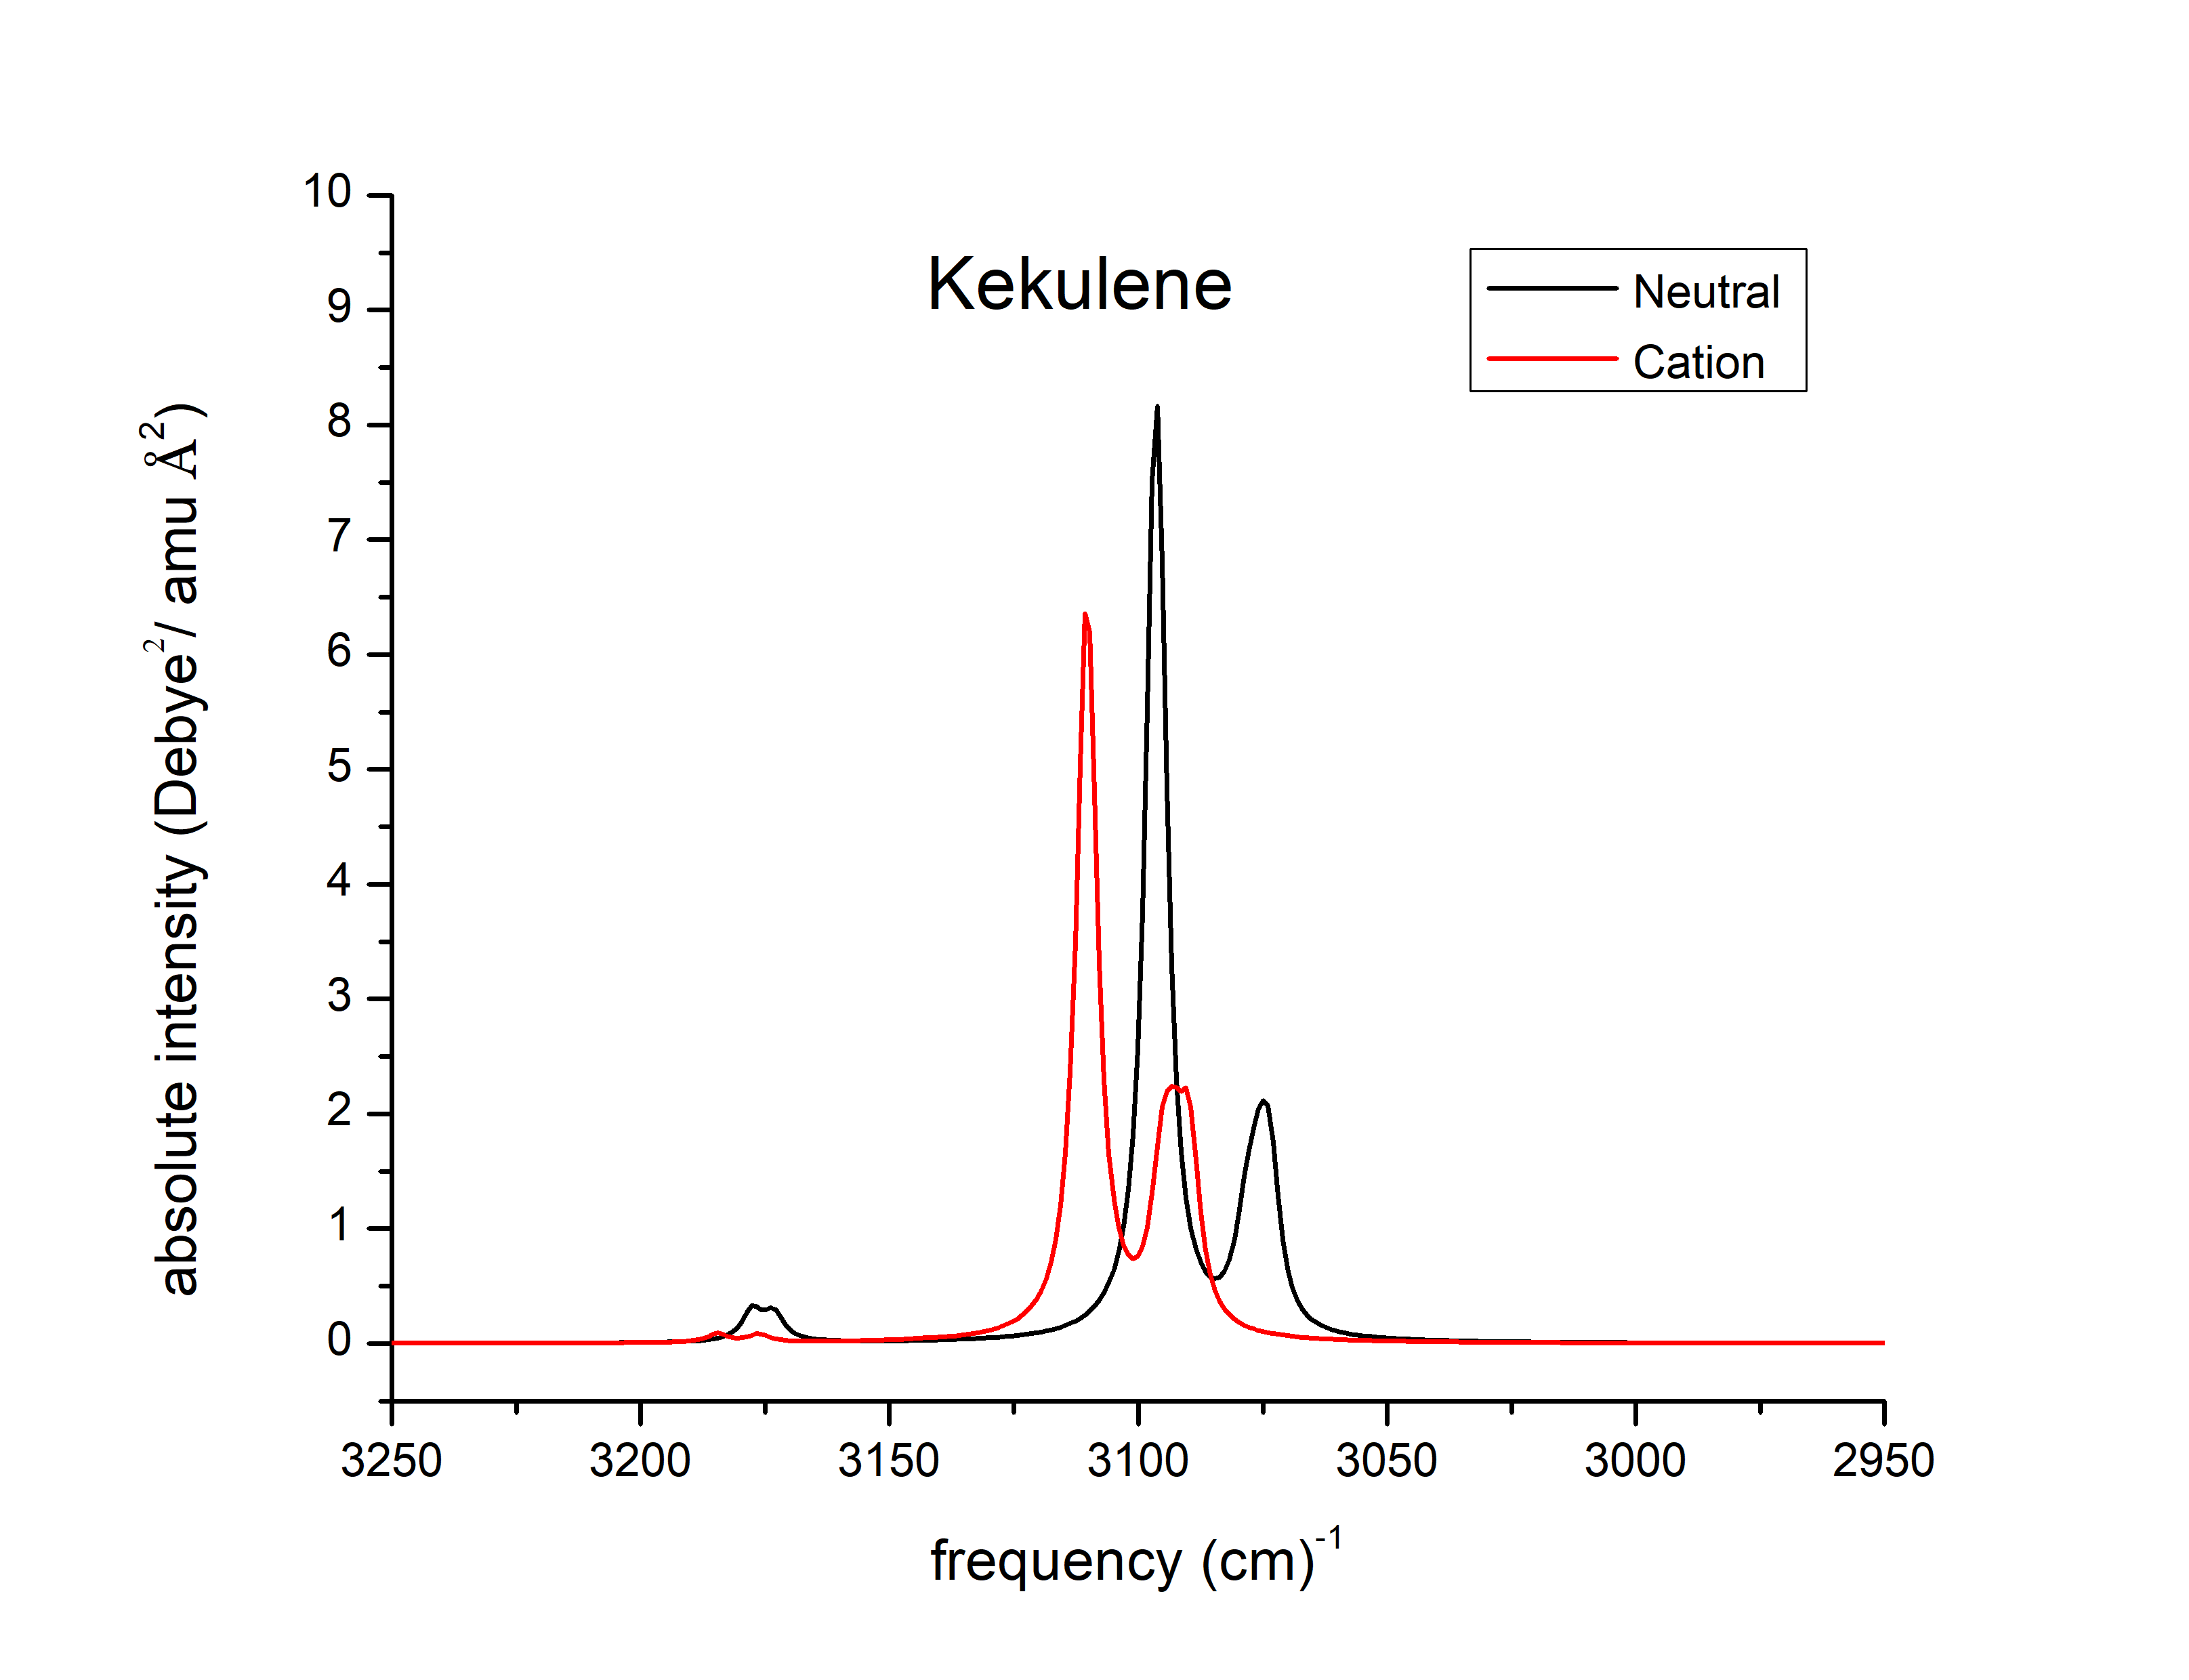 Kekulene
Neutral
Cation
absolute intensity (Debye²/ amu Å²)
10
9
8
7
6
5
4
3
2
1
0
3250 3200 3150 3100 3050 3000 2950
frequency (cm)⁻¹